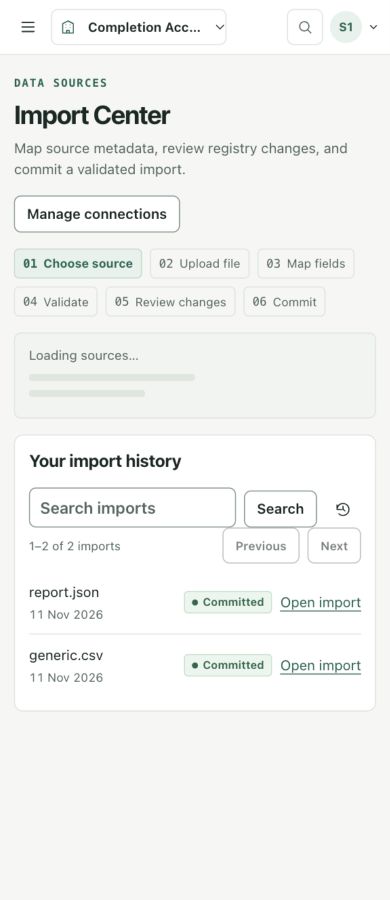 Completion Acc...
S1
DATA SOURCES
Import Center
Map source metadata, review registry changes, and
commit a validated import.
Manage connections
01 Choose source
02 Upload file
03 Map fields
04 Validate
05 Review changes
06 Commit
Loading sources...
Your import history
Search imports
Search
1–2 of 2 imports
Previous
Next
report.json
11 Nov 2026
Committed
Open import
generic.csv
11 Nov 2026
Committed
Open import